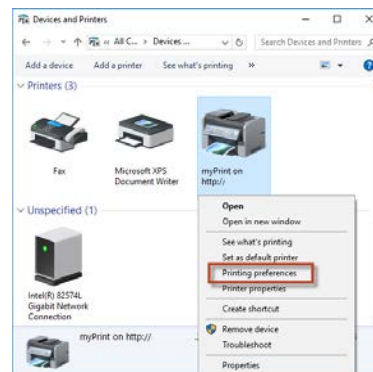 Devices and Printers
« All C... › Devices ...
Search Devices and Printers
Add a device Add a printer See what's printing »
Printers (3)
Fax
Microsoft XPS
Document Writer
myPrint on
http://
Open
Open in new window
See what's printing
Set as default printer
Printing preferences
Printer properties
Create shortcut
Remove device
Troubleshoot
Properties
Unspecified (1)
Intel(R) 82574L
Gigabit Network
Connection
myPrint on http://